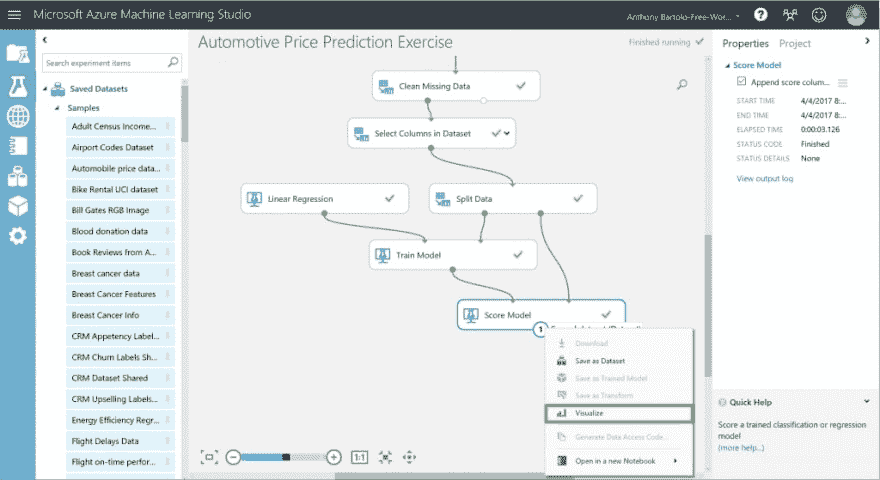 Microsoft Azure Machine Learning Studio
Anthony Bartolo-Free-Wor...
Search experiment items
Saved Datasets
Samples
Adult Census Income...
Airport Codes Dataset
Automobile price data...
Bike Rental UCI dataset
Bill Gates RGB Image
Blood donation data
Book Reviews from A...
Breast cancer data
Breast Cancer Features
Breast Cancer Info
CRM Appetency Label...
CRM Churn Labels Sh...
CRM Dataset Shared
CRM Upselling Labels...
Energy Efficiency Regr...
Flight Delays Data
Flight on-time perfor...
Automotive Price Prediction Exercise
Finished running
Clean Missing Data
Select Columns in Dataset
Linear Regression
Split Data
Train Model
Score Model
1
Download
Save as Dataset
Save as Trained Model
Save as Transform
Visualize
Generate Data Access Code...
Open in a new Notebook
1:1
Properties Project
Score Model
Append score colum...
START TIME 4/4/2017 8:...
END TIME 4/4/2017 8:...
ELAPSED TIME 0:00:03.126
STATUS CODE Finished
STATUS DETAILS None
View output log
Quick Help
Score a trained classification or regression
model
(more help...)